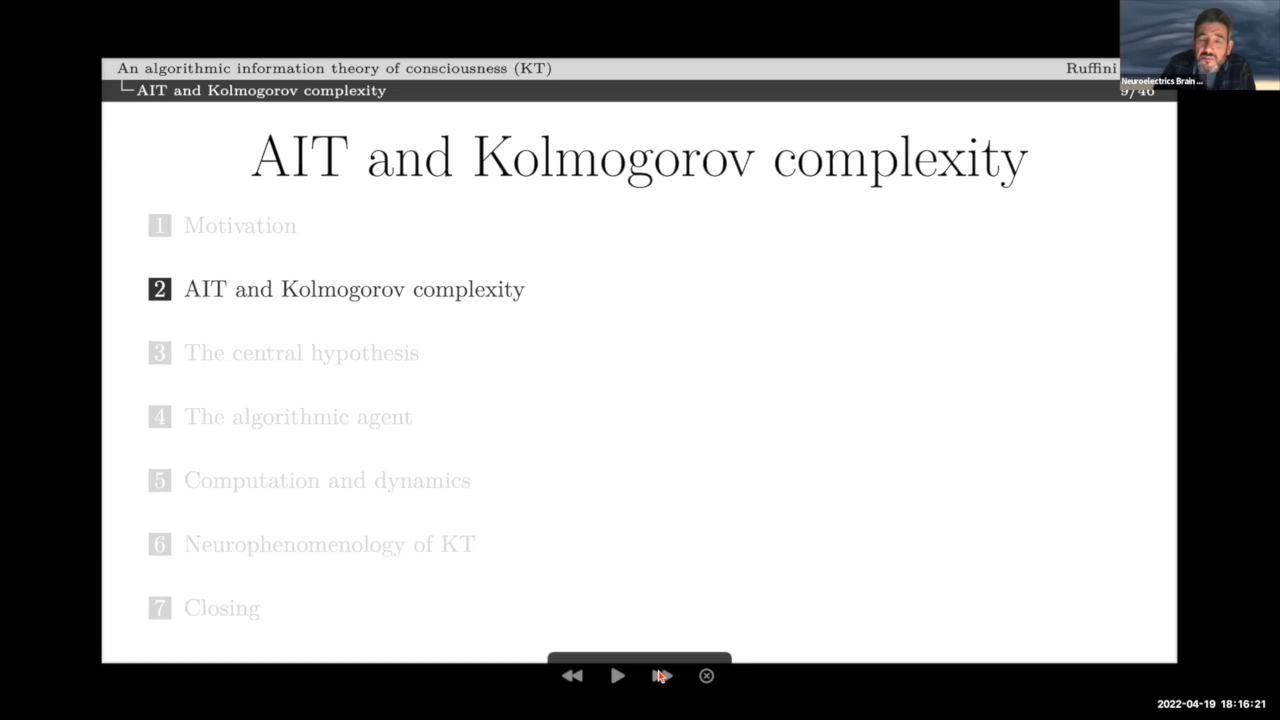 An algorithmic information theory of consciousness (KT)
Ruffini
AIT and Kolmogorov complexity
9/46
Neuroelectrics Brain ...
AIT and Kolmogorov complexity
1 Motivation
2 AIT and Kolmogorov complexity
3 The central hypothesis
4 The algorithmic agent
5 Computation and dynamics
6 Neurophenomenology of KT
7 Closing
2022-04-19 18:16:21